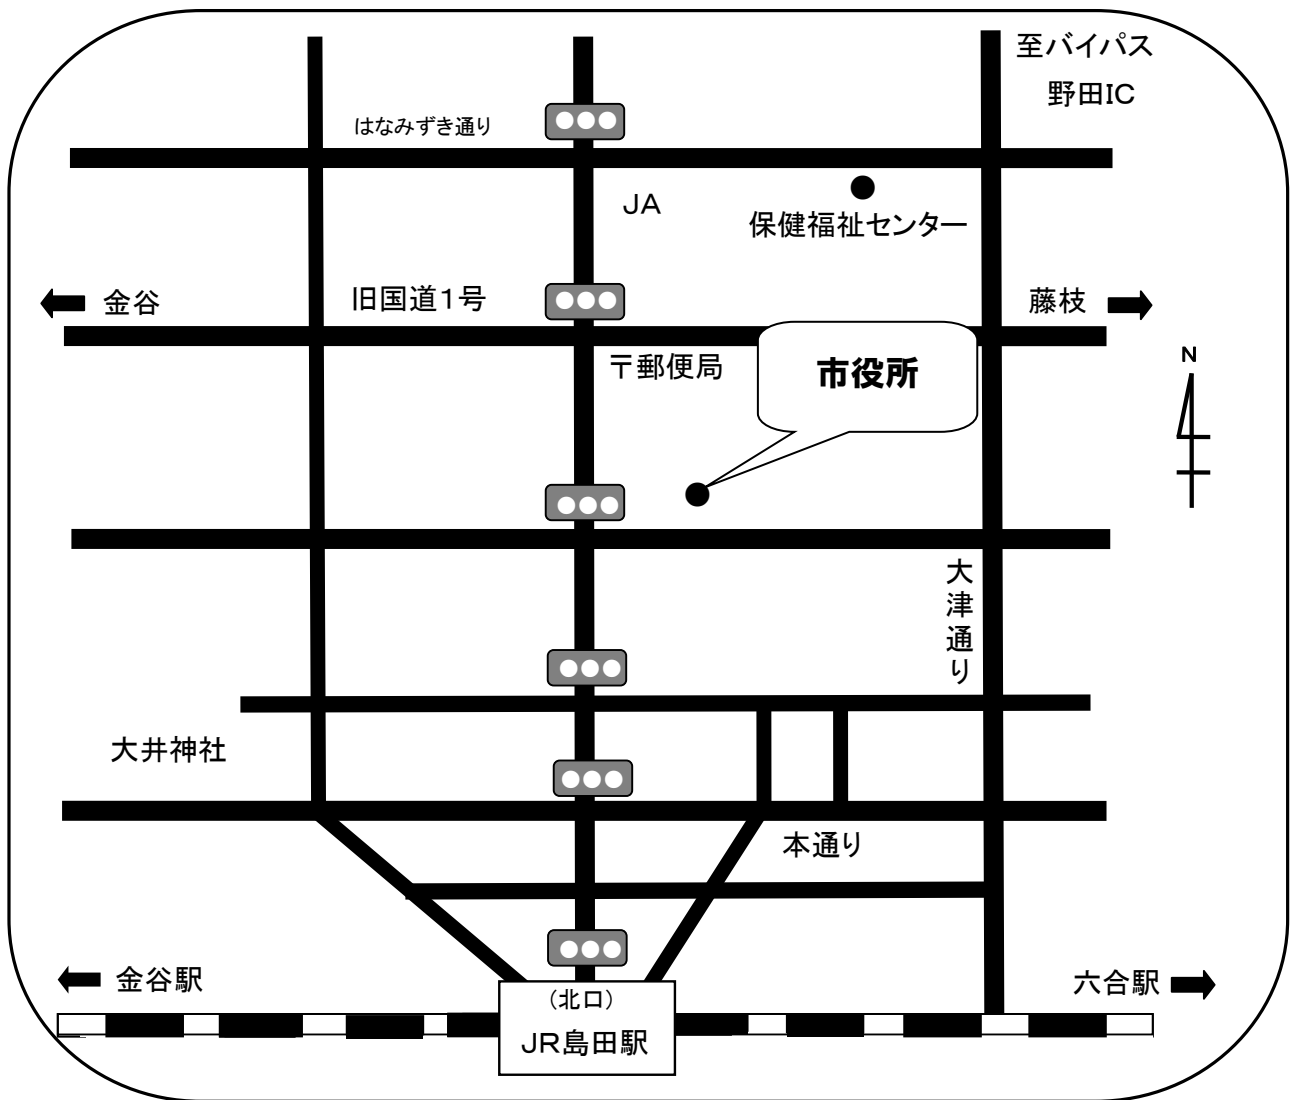 至バイパス
野田IC
はなみずき通り
JA
保健福祉センター
金谷
旧国道1号
藤枝
〒郵便局
市役所
N
大津通り
大井神社
本通り
金谷駅
六合駅
(北口)
JR島田駅